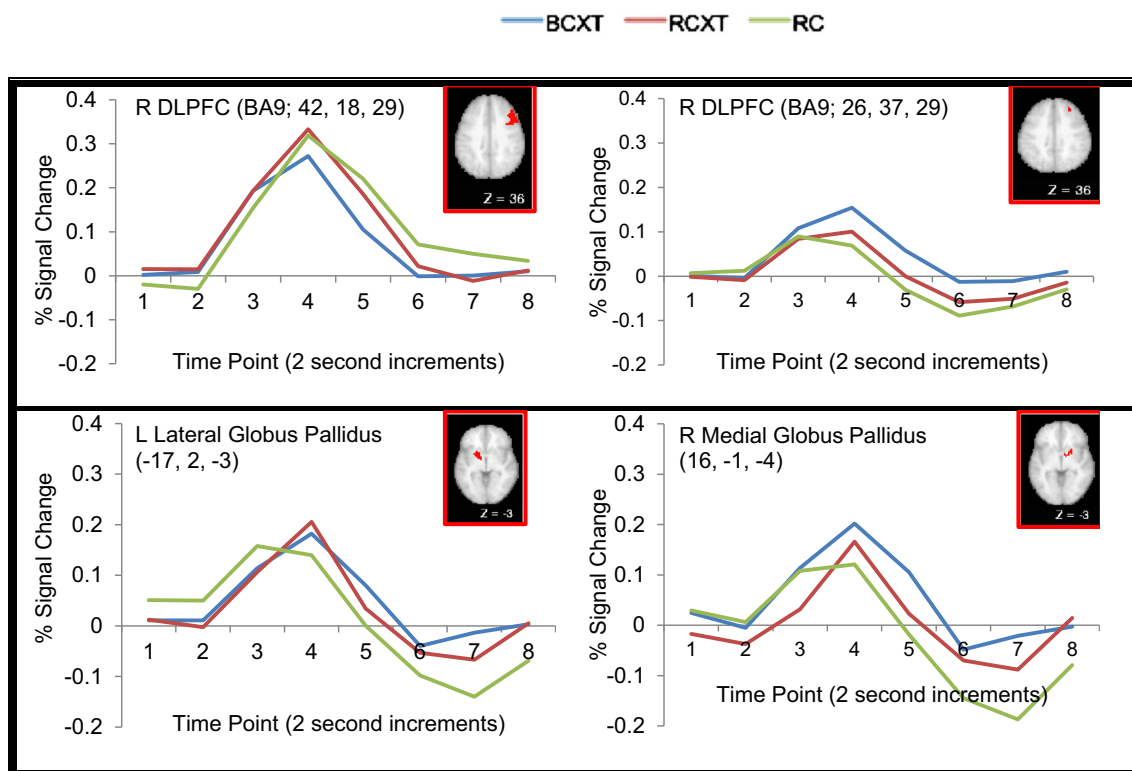 BCXT RCXT RC
R DLPFC (BA9; 42, 18, 29)
0.4
0.3
0.2
0.1
0
-0.1
-0.2
% Signal Change
1 2 3 4 5 6 7 8
Time Point (2 second increments)
Z = 36
R DLPFC (BA9; 26, 37, 29)
0.4
0.3
0.2
0.1
0
-0.1
-0.2
% Signal Change
1 2 3 4 5 6 7 8
Time Point (2 second increments)
Z = 36
L Lateral Globus Pallidus
(-17, 2, -3)
0.4
0.3
0.2
0.1
0
-0.1
-0.2
% Signal Change
1 2 3 4 5 6 7 8
Time Point (2 second increments)
Z = -3
R Medial Globus Pallidus
(16, -1, -4)
0.4
0.3
0.2
0.1
0
-0.1
-0.2
% Signal Change
1 2 3 4 5 6 7 8
Time Point (2 second increments)
Z = -3